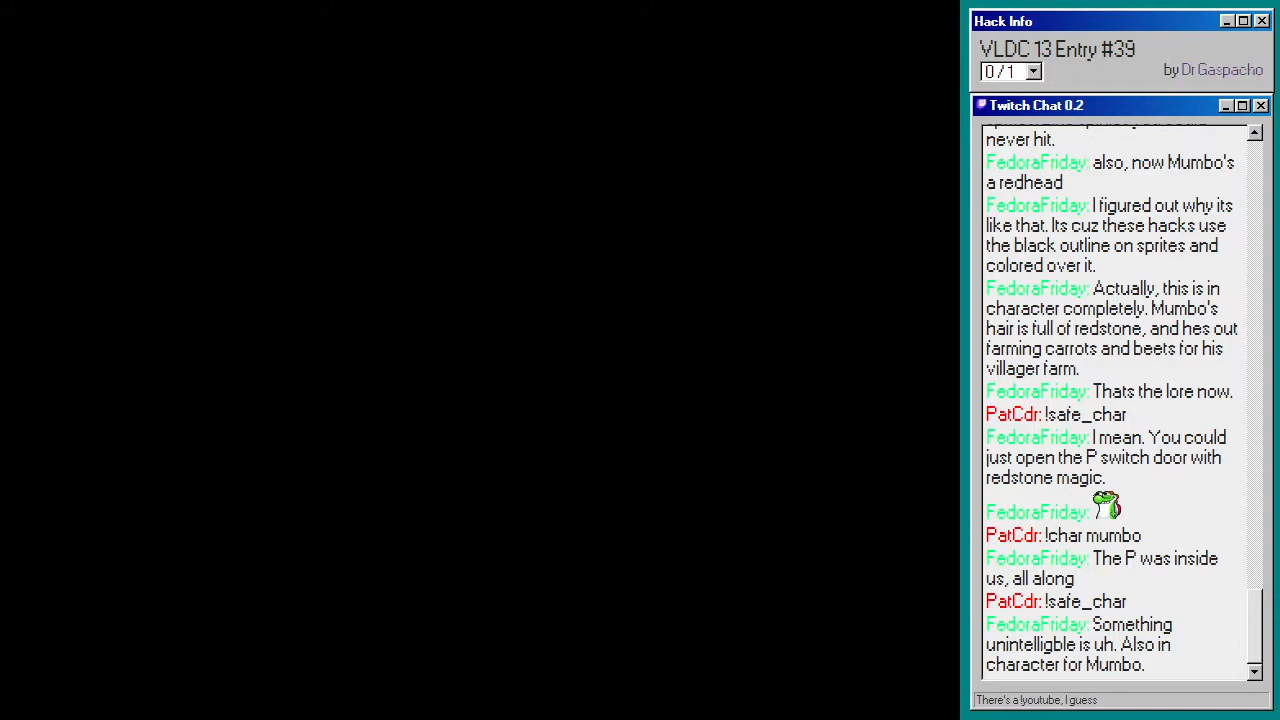 Hack Info
VLDC 13 Entry #39
0/1
by Dr Gaspacho
Twitch Chat 0.2
never hit.
FedoraFriday: also, now Mumbo's
a redhead
FedoraFriday: I figured out why its
like that. Its cuz these hacks use
the black outline on sprites and
colored over it.
FedoraFriday: Actually, this is in
character completely. Mumbo's
hair is full of redstone, and hes out
farming carrots and beets for his
villager farm.
FedoraFriday: Thats the lore now.
PatCdr: !safe_char
FedoraFriday: I mean. You could
just open the P switch door with
redstone magic.
FedoraFriday:
PatCdr: !char mumbo
FedoraFriday: The P was inside
us, all along
PatCdr: !safe_char
FedoraFriday: Something
unintelligble is uh. Also in
character for Mumbo.
There's a !youtube, I guess